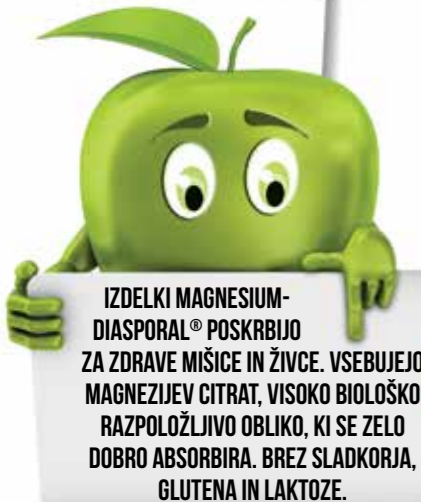 IZDELKI MAGNESIUM-
DIASPORAL® POSKRBIJO
ZA ZDRAVE MIŠICE IN ŽIVCE. VSEBUJEJO
MAGNEZIJEV CITRAT, VISOKO BIOLOŠKO
RAZPOLOŽLJIVO OBLIKO, KI SE ZELO
DOBRO ABSORBIRA. BREZ SLADKORJA,
GLUTENA IN LAKTOZE.